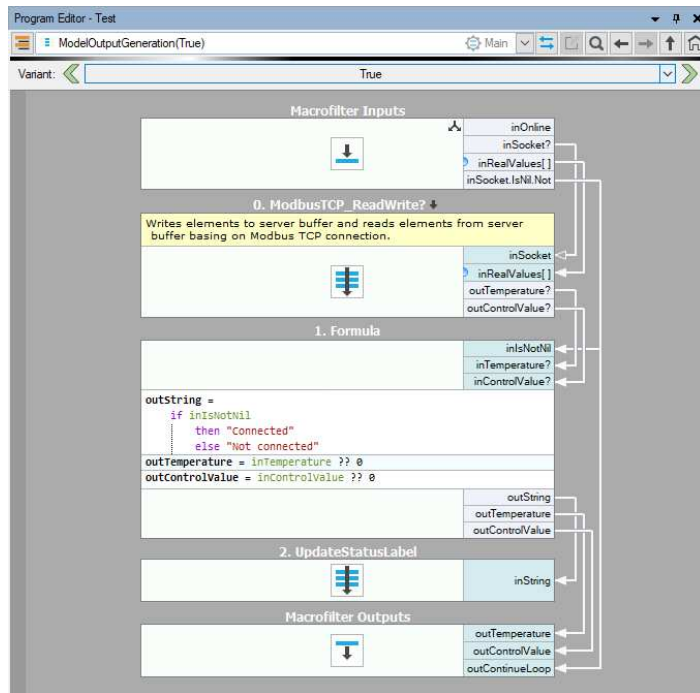 Program Editor - Test
ModelOutputGeneration(True)
Main
Variant:
True
Macrofilter Inputs
inOnline
inSocket?
inRealValues[ ]
inSocket.IsNil.Not
0. ModbusTCP_ReadWrite?
Writes elements to server buffer and reads elements from server
buffer basing on Modbus TCP connection.
inSocket
inRealValues[ ]
outTemperature?
outControlValue?
1. Formula
inIsNotNil
inTemperature?
inControlValue?
outString =
if inIsNotNil
then "Connected"
else "Not connected"
outTemperature = inTemperature ?? 0
outControlValue = inControlValue ?? 0
outString
outTemperature
outControlValue
2. UpdateStatusLabel
inString
Macrofilter Outputs
outTemperature
outControlValue
outContinueLoop